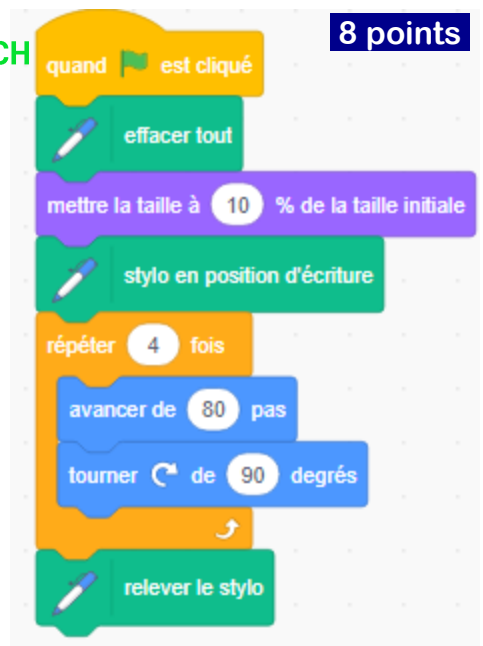 8 points
CH
quand est cliqué
effacer tout
mettre la taille à 10 % de la taille initiale
stylo en position d'écriture
répéter 4 fois
avancer de 80 pas
tourner de 90 degrés
relever le stylo